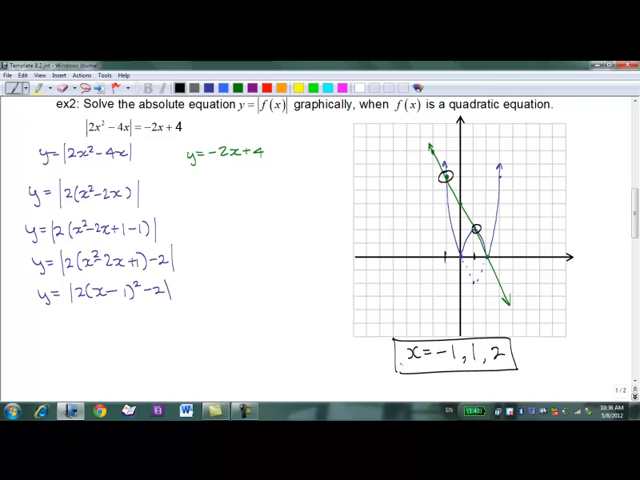 Template 8.2 - Windows Journal
File Edit View Insert Actions Tools Help
ex2: Solve the absolute equation y = |f(x)| graphically, when f(x) is a quadratic equation.
|2x² − 4x| = −2x + 4
y = |2x² − 4x| y = −2x + 4
y = |2(x² − 2x)|
y = |2(x² − 2x + 1 − 1)|
y = |2(x² 2x + 1) − 2|
y = |2(x − 1)² − 2|
x = −1, 1, 2
1 / 2
EN
10:36 AM
5/8/2012